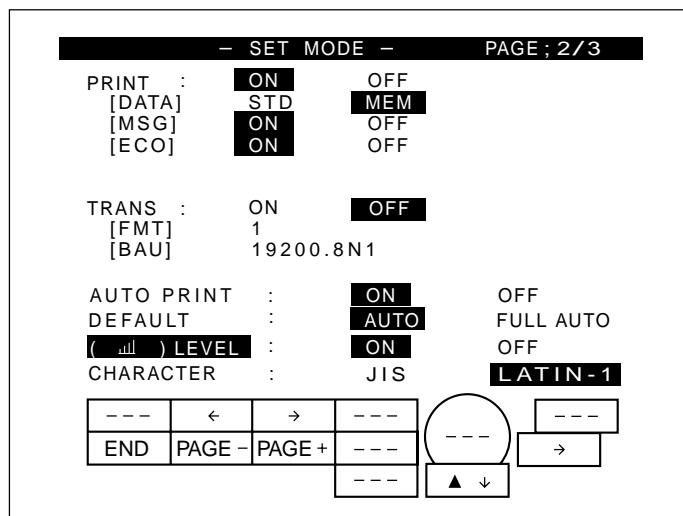 – SET MODE – PAGE;2/3
PRINT : ON OFF
[DATA] STD MEM
[MSG] ON OFF
[ECO] ON OFF
TRANS : ON OFF
[FMT] 1
[BAU] 19200.8N1
AUTO PRINT : ON OFF
DEFAULT : AUTO FULL AUTO
( ) LEVEL : ON OFF
CHARACTER : JIS LATIN-1
--- ← → --- --- ---
END PAGE– PAGE+ --- →
--- ▲ ↓